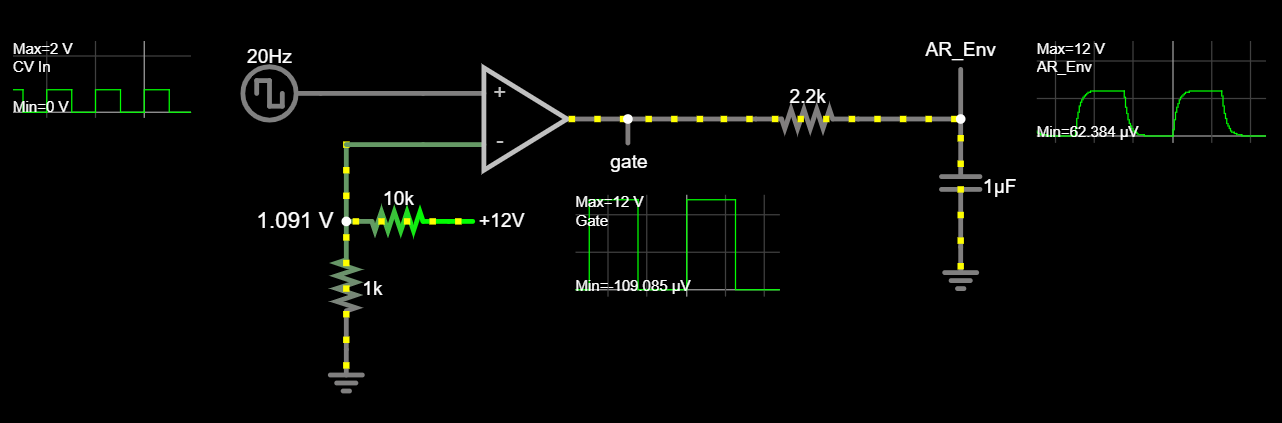 Max=2 V
CV In
Min=0 V
20Hz
+
-
1.091 V
10k
+12V
1k
gate
Max=12 V
Gate
Min=-109.085 µV
2.2k
AR_Env
1µF
Max=12 V
AR_Env
Min=62.384 µV